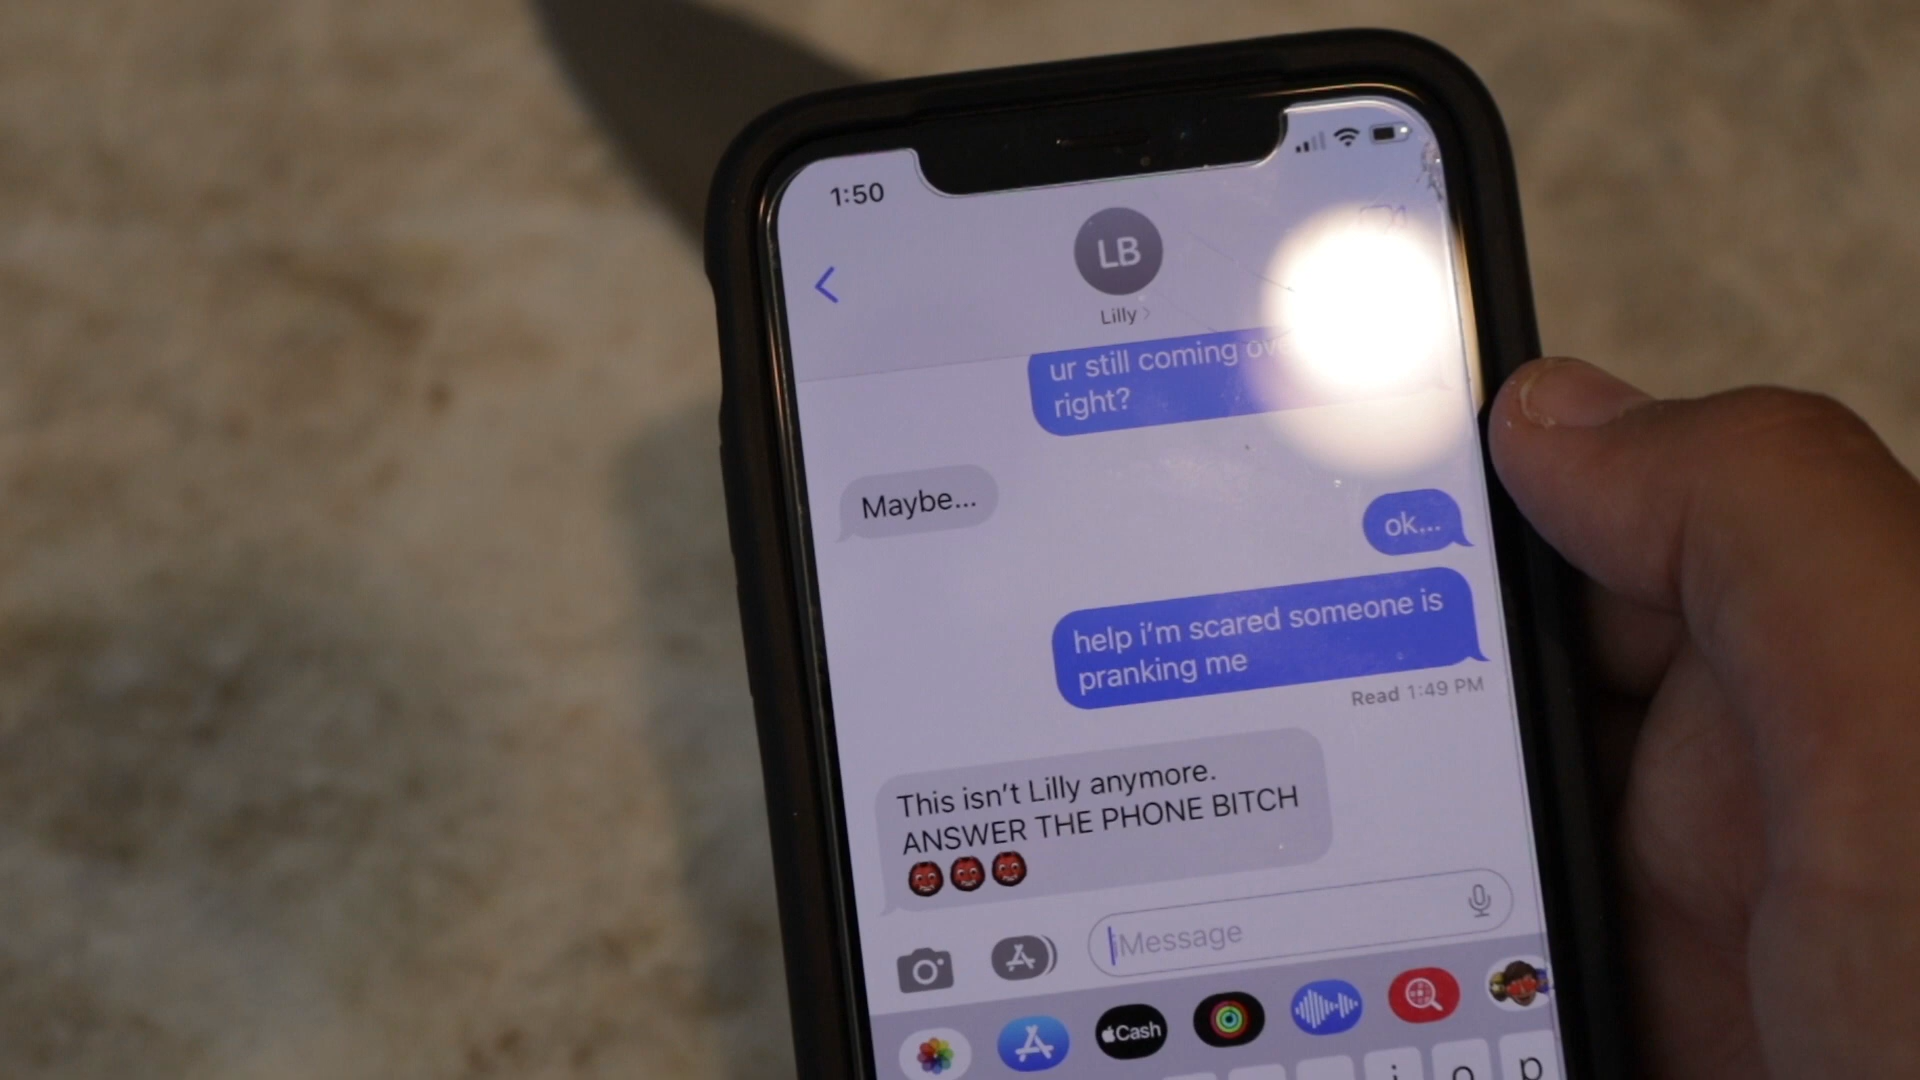 1:50
LB
Lilly
ur still coming
right?
Maybe...
ok...
help i'm scared someone is
pranking me
Read 1:49 PM
This isn't Lilly anymore.
ANSWER THE PHONE BITCH
iMessage
Cash
i o p